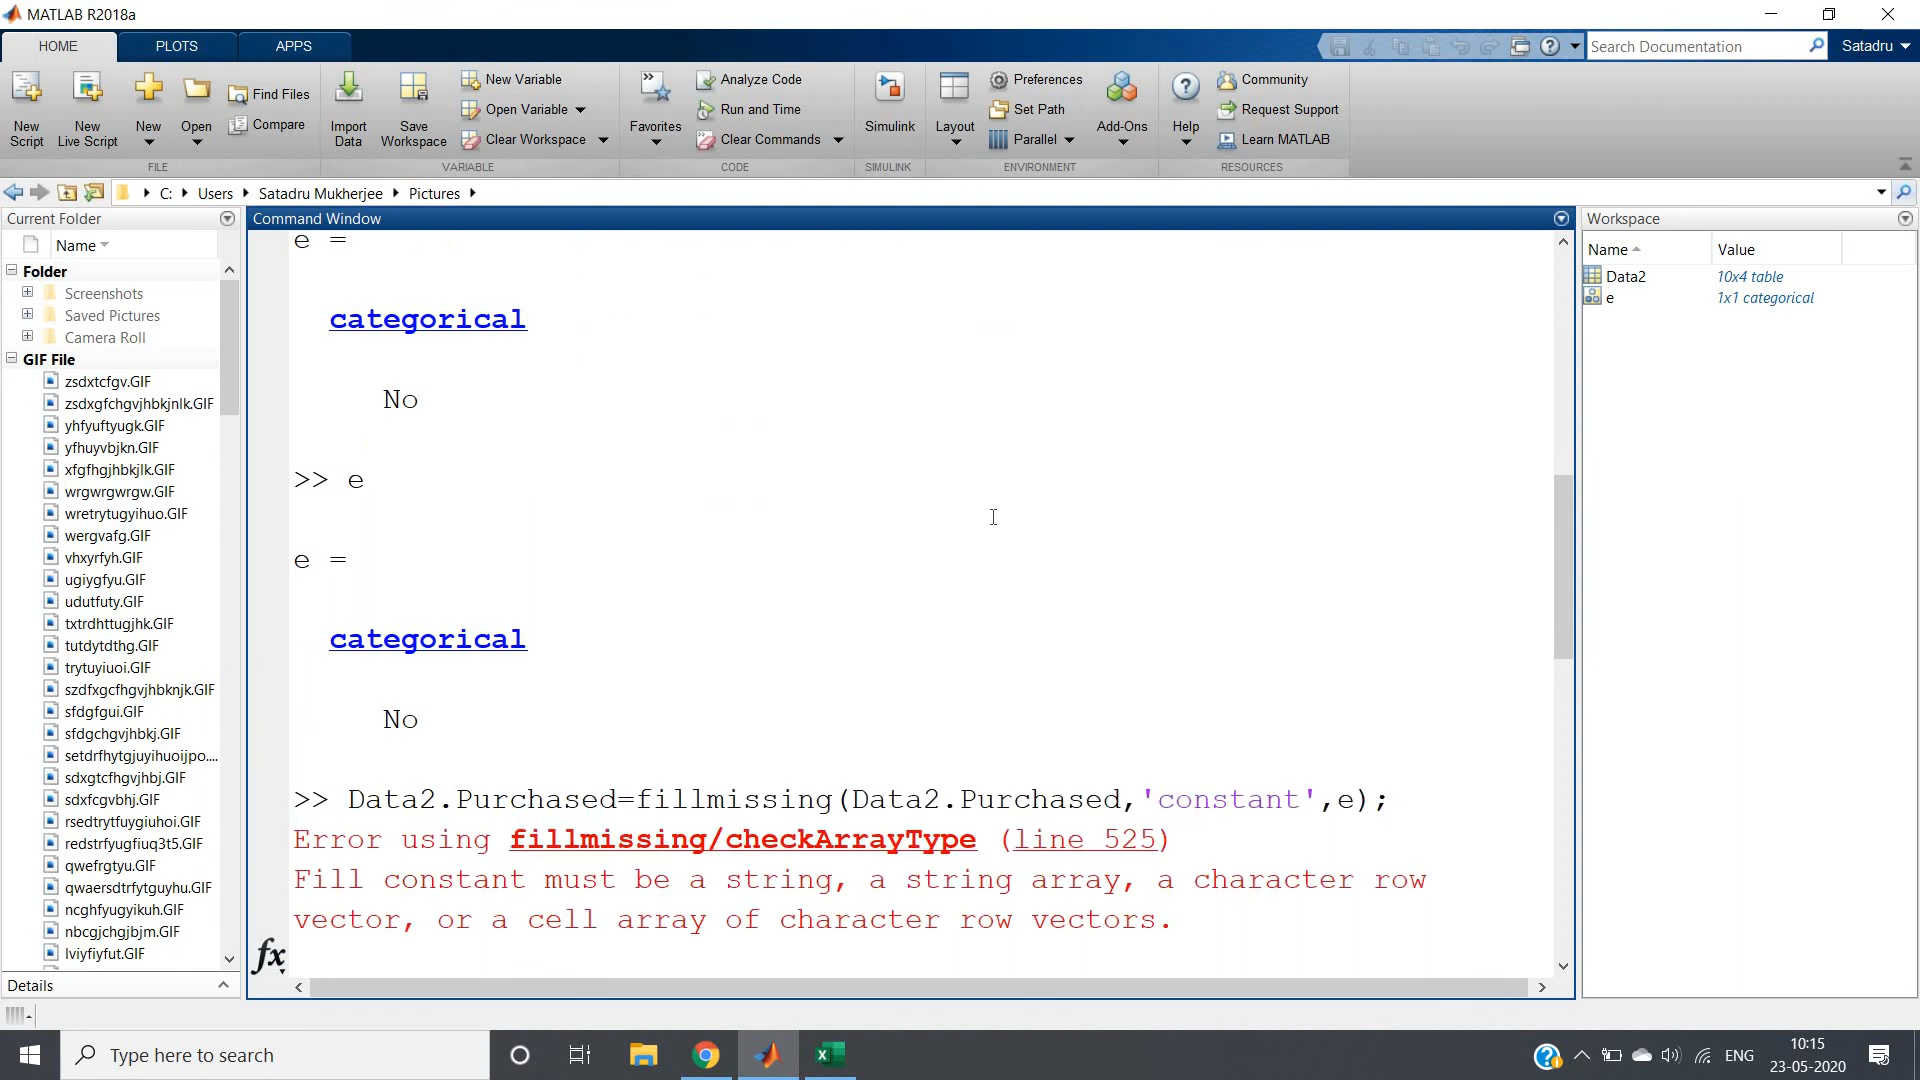 MATLAB R2018a
HOME PLOTS APPS
Search Documentation
Satadru
New Script
New Live Script
New
Open
Find Files
Compare
FILE
Import Data
Save Workspace
New Variable
Open Variable
Clear Workspace
VARIABLE
Favorites
Analyze Code
Run and Time
Clear Commands
CODE
Simulink
SIMULINK
Layout
Preferences
Set Path
Parallel
Add-Ons
ENVIRONMENT
Help
Community
Request Support
Learn MATLAB
RESOURCES
C: Users Satadru Mukherjee Pictures
Current Folder
Name
Folder
Screenshots
Saved Pictures
Camera Roll
GIF File
zsdxtcfgv.GIF
zsdxgfchgvjhbkjnlk.GIF
yhfyuftyugk.GIF
yfhuyvbjkn.GIF
xfgfhgjhbkjlk.GIF
wrgwrgwrgw.GIF
wretrytugyihuo.GIF
wergvafg.GIF
vhxyrfyh.GIF
ugiygfyu.GIF
udutfuty.GIF
txtrdhttugjhk.GIF
tutdytdthg.GIF
trytuyiuoi.GIF
szdfxgcfhgvjhbknjk.GIF
sfdgfgui.GIF
sfdgchgvjhbkj.GIF
setdrfhytgjuyihuoijpo....
sdxgtcfhgvjhbj.GIF
sdxfcgvbhj.GIF
rsedtrytfuygiuhoi.GIF
redstrfyugfiuq3t5.GIF
qwefrgtyu.GIF
qwaersdtrfytguyhu.GIF
ncghfyugyikuh.GIF
nbcgjchgjbjm.GIF
lviyfiyfut.GIF
Details
Command Window
e =
categorical
No
>> e
e =
categorical
No
>> Data2.Purchased=fillmissing(Data2.Purchased,'constant',e);
Error using fillmissing/checkArrayType (line 525)
Fill constant must be a string, a string array, a character row
vector, or a cell array of character row vectors.
fx
Workspace
Name Value
Data2 10x4 table
e 1x1 categorical
Type here to search
ENG
10:15
23-05-2020